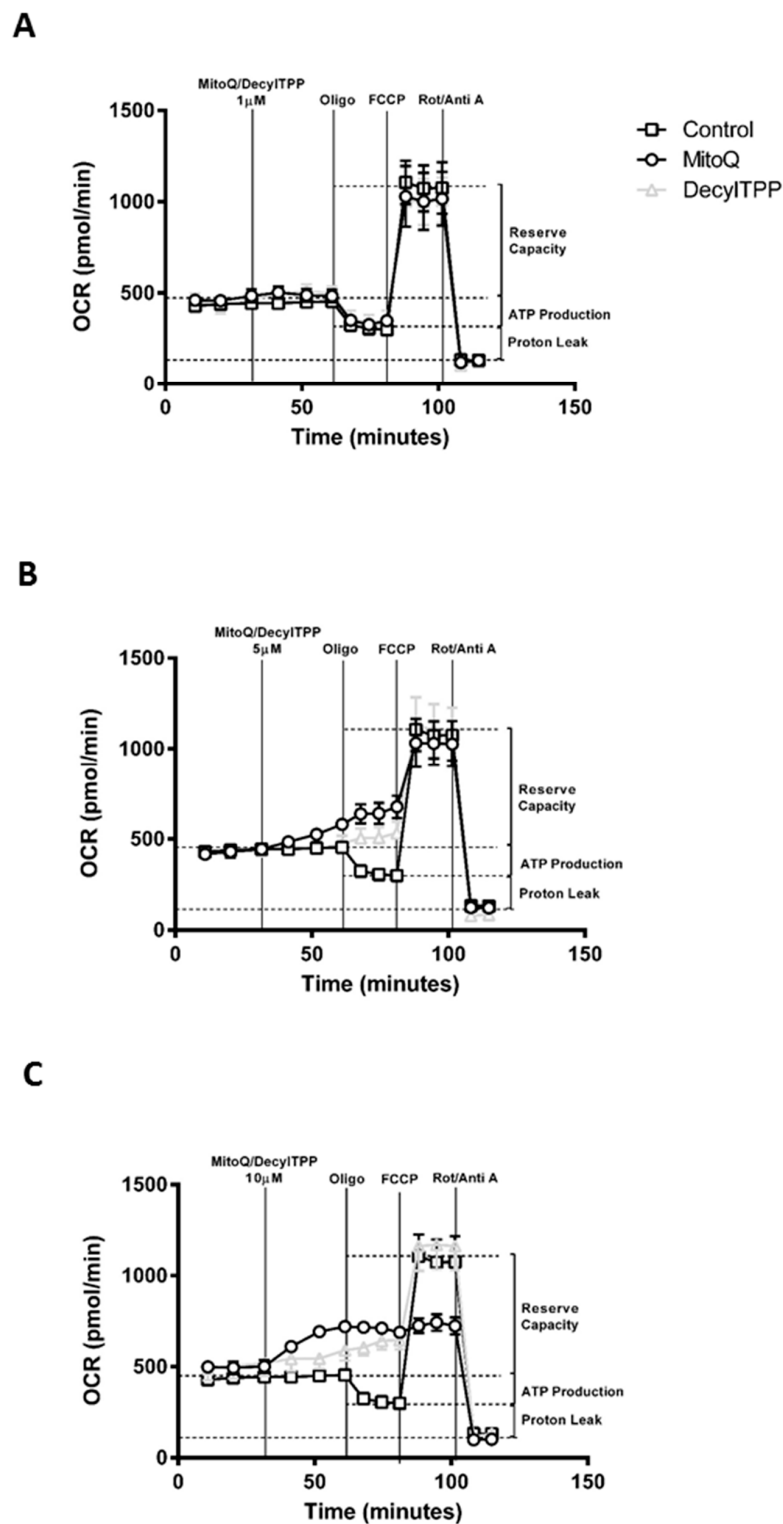 A
MitoQ/DecylTPP
1μM
Oligo
FCCP
Rot/Anti A
1500
1000
500
0
OCR (pmol/min)
Reserve
Capacity
ATP Production
Proton Leak
0
50
100
150
Time (minutes)
Control
MitoQ
DecylTPP
B
MitoQ/DecylTPP
5μM
Oligo
FCCP
Rot/Anti A
1500
1000
500
0
OCR (pmol/min)
Reserve
Capacity
ATP Production
Proton Leak
0
50
100
150
Time (minutes)
C
MitoQ/DecylTPP
10μM
Oligo
FCCP
Rot/Anti A
1500
1000
500
0
OCR (pmol/min)
Reserve
Capacity
ATP Production
Proton Leak
0
50
100
150
Time (minutes)